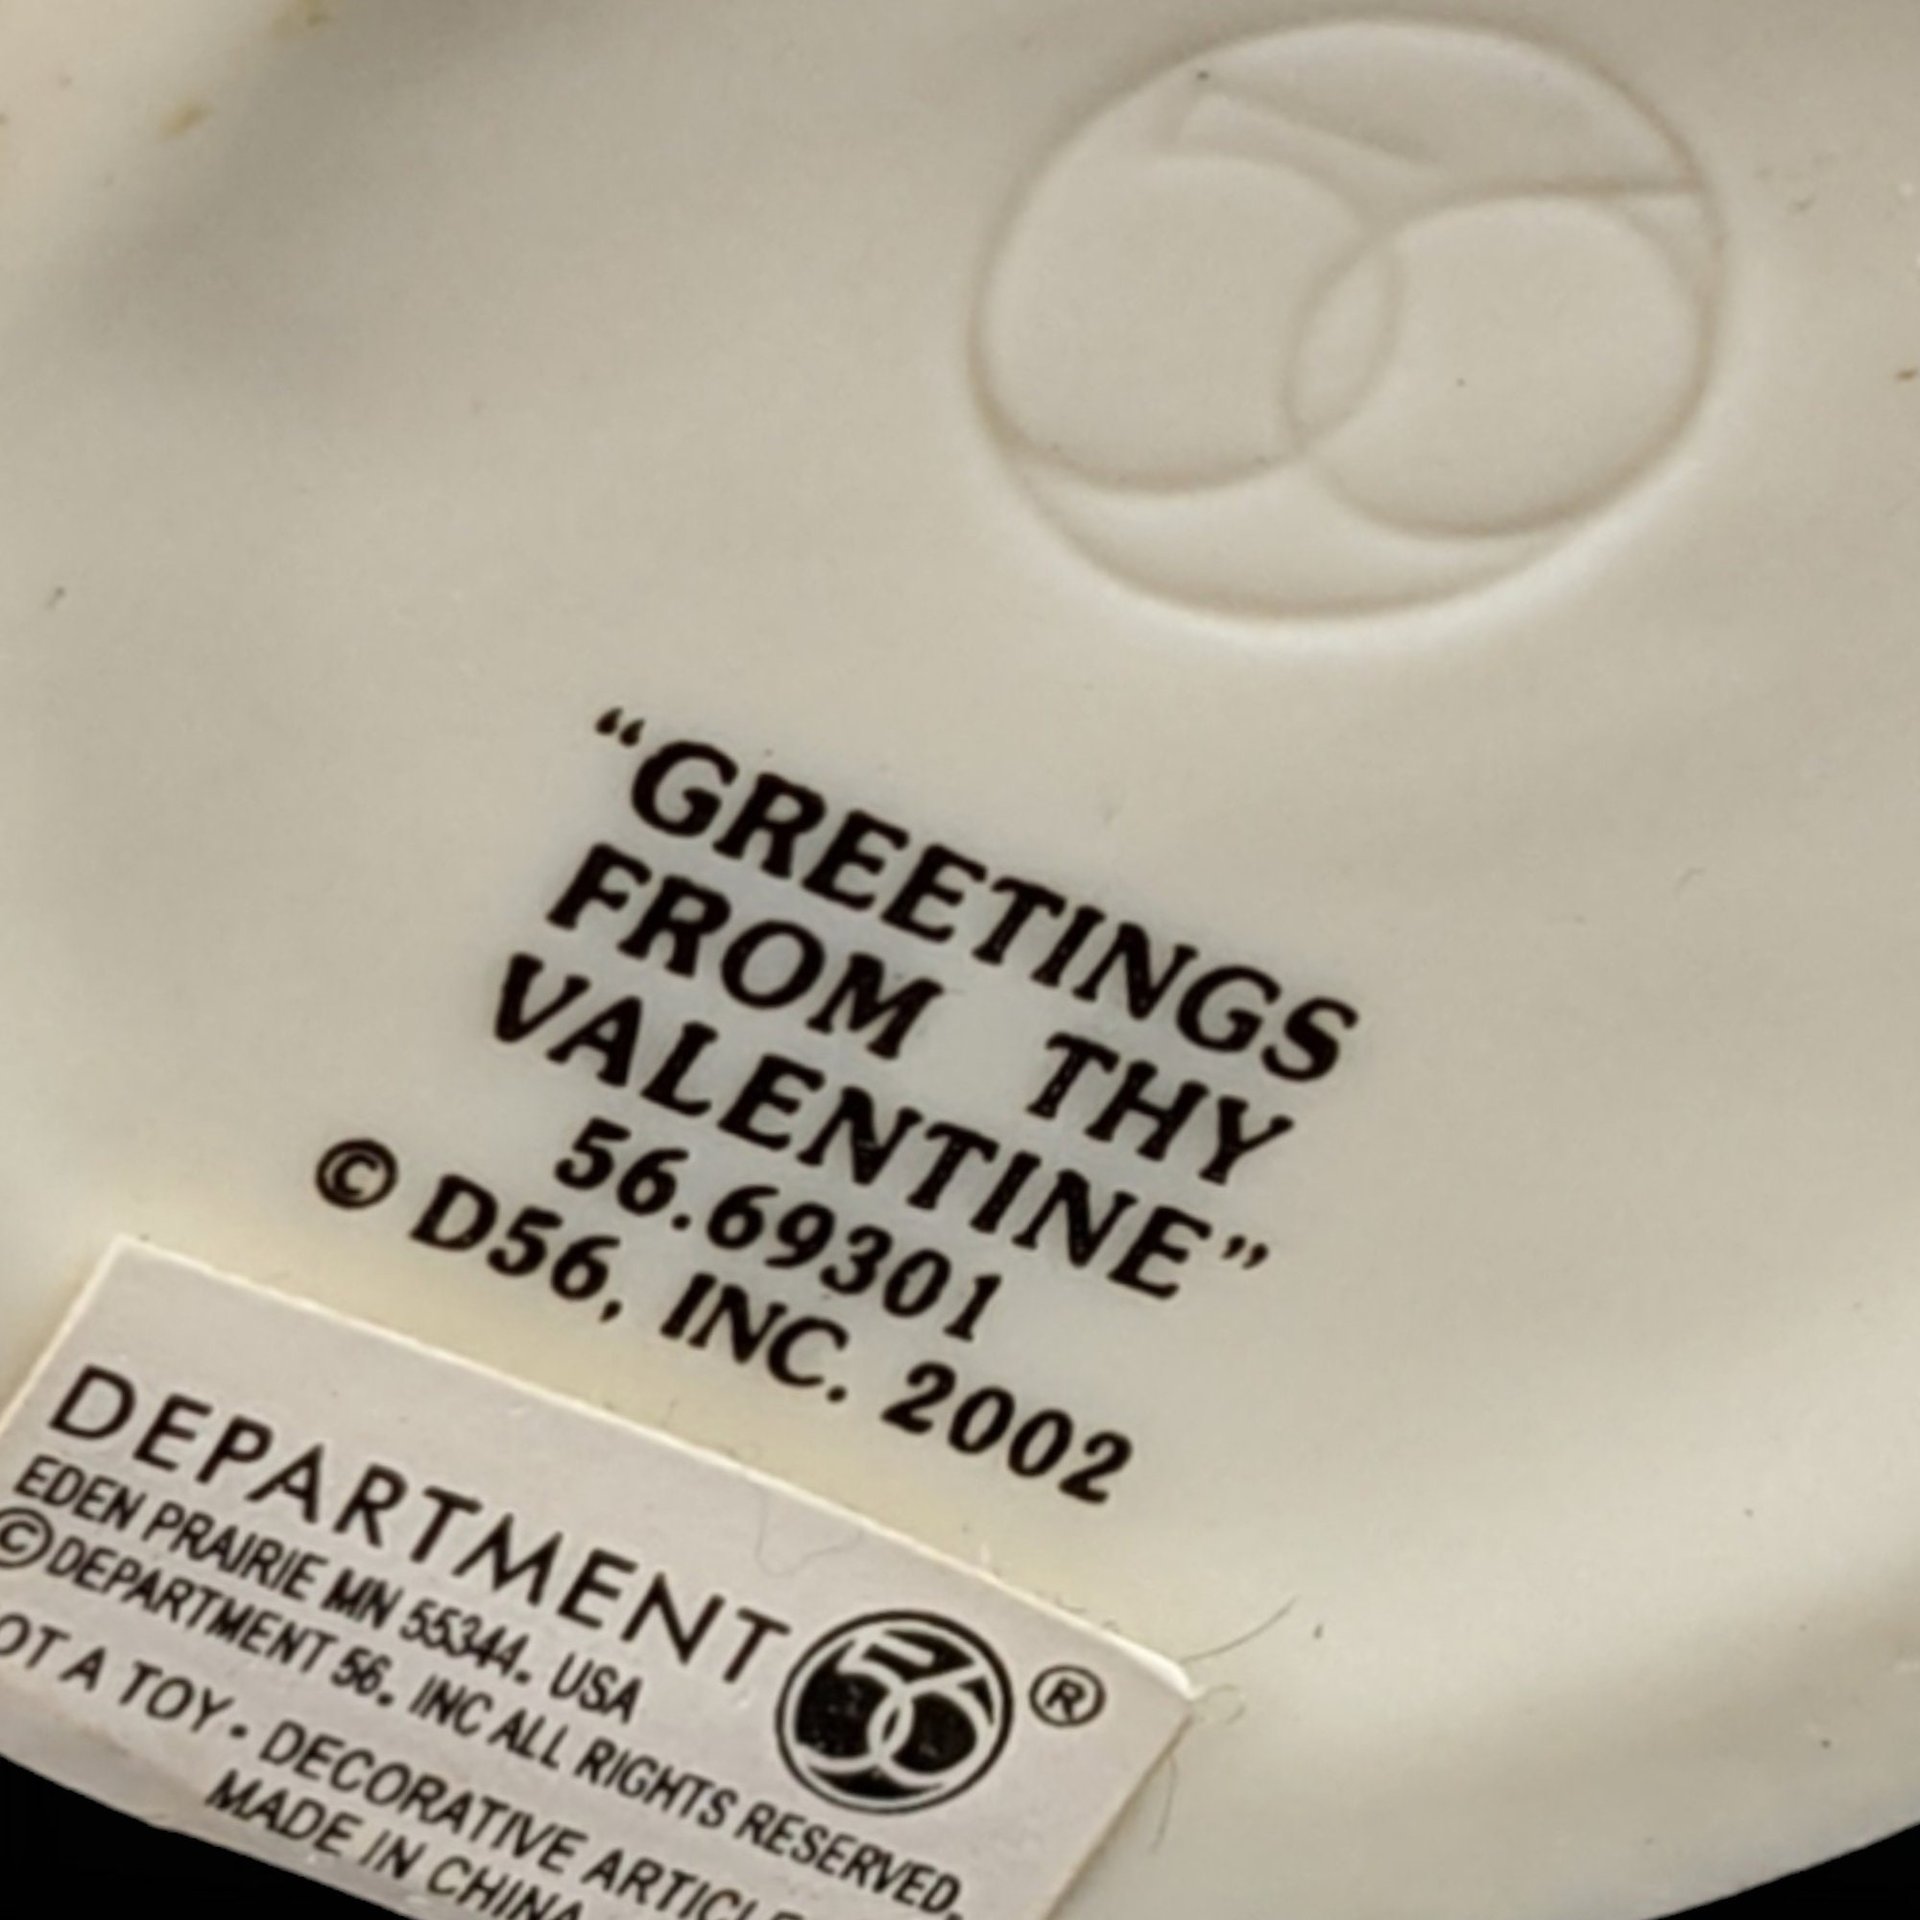 “GREETINGS
FROM THY
VALENTINE”
56.69301
© D56, INC. 2002
DEPARTMENT 56 ®
EDEN PRAIRIE MN 55344. USA
©DEPARTMENT 56. INC ALL RIGHTS RESERVED.
OT A TOY • DECORATIVE ARTICLE
MADE IN CHINA